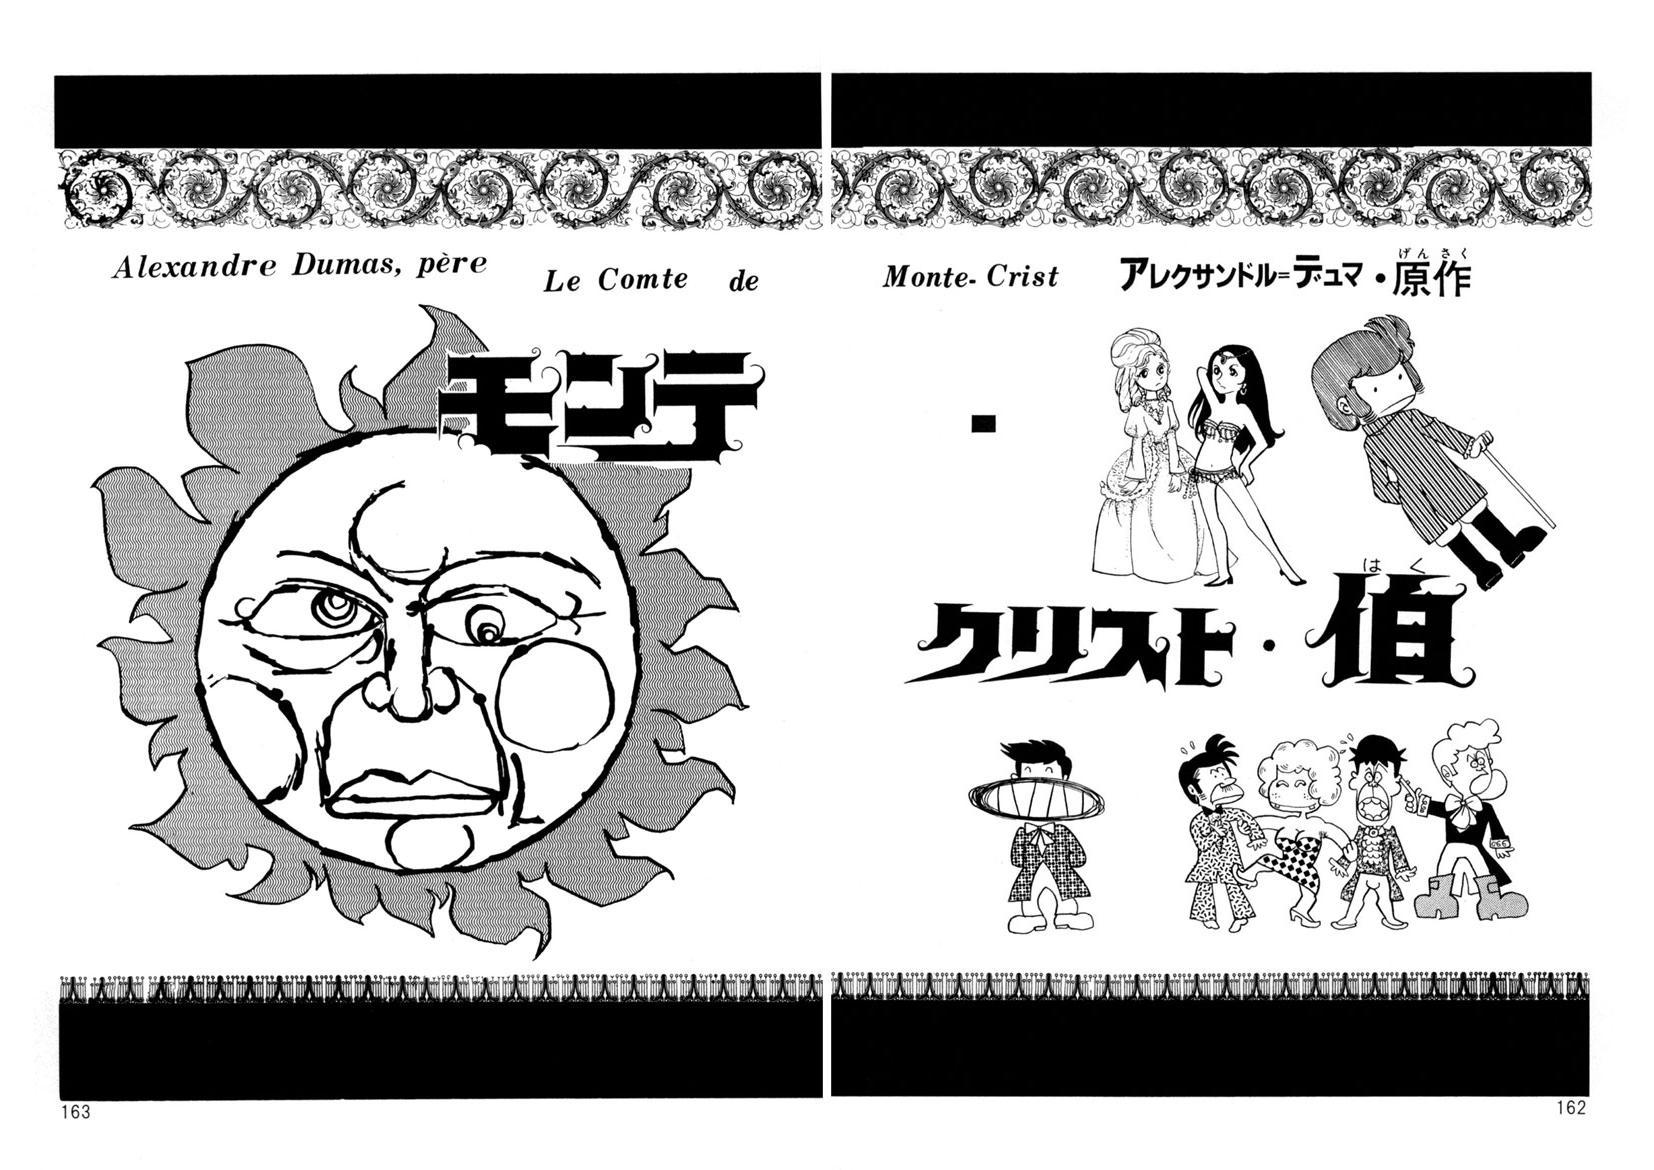 Alexandre Dumas, père
Le Comte de Monte- Crist
アレクサンドル=デュマ・原作
げんさく
モンテ
クリスト・伯
はく
163
162